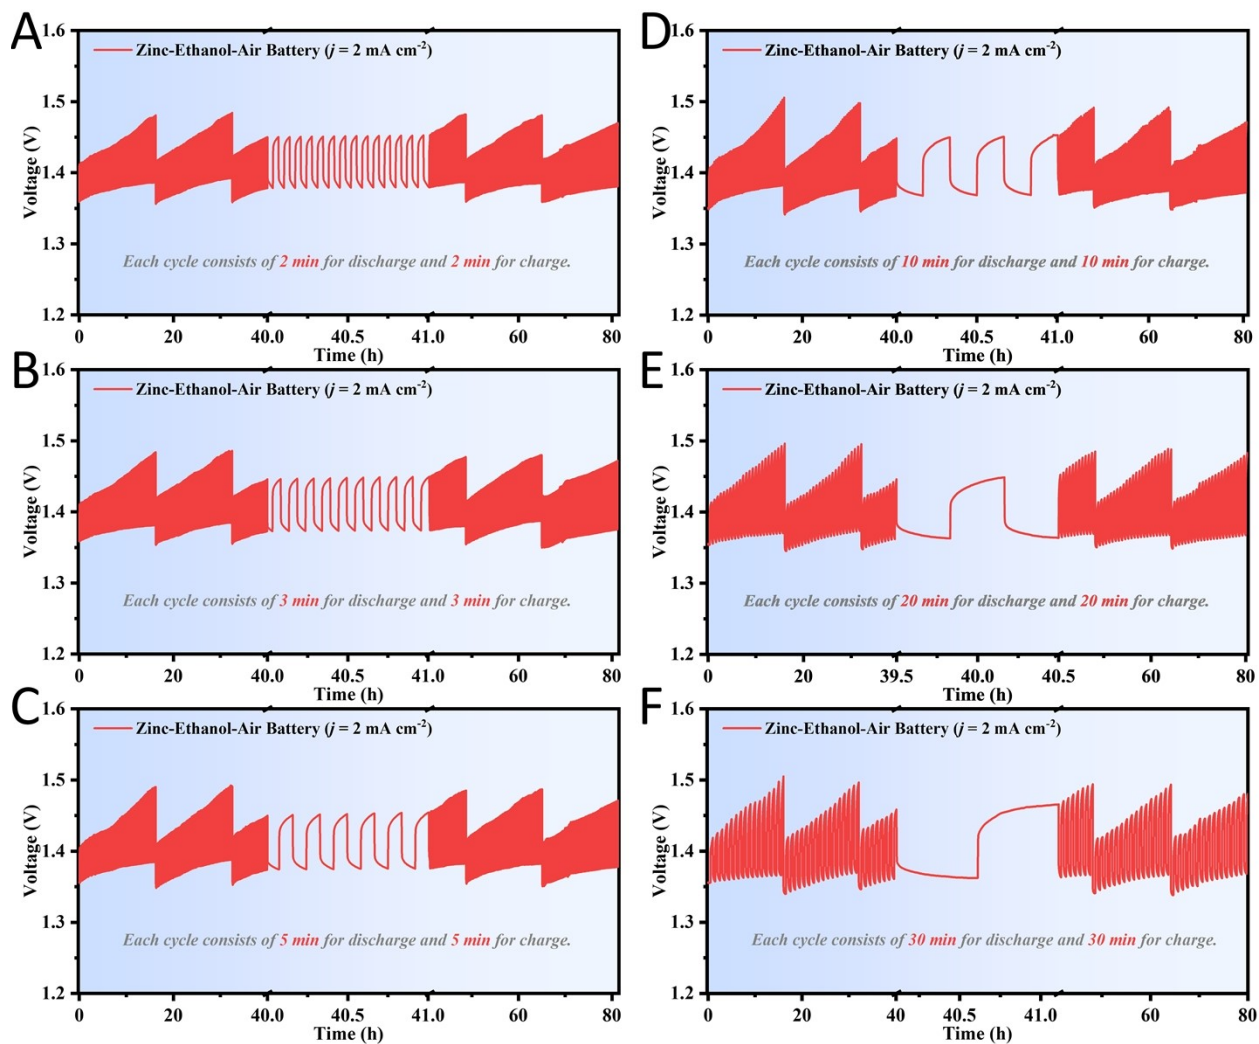 A
Zinc-Ethanol-Air Battery (j = 2 mA cm⁻²)
Voltage (V)
1.6
1.5
1.4
1.3
1.2
Each cycle consists of 2 min for discharge and 2 min for charge.
0 20 40.0 40.5 41.0 60 80
Time (h)
D
Zinc-Ethanol-Air Battery (j = 2 mA cm⁻²)
Voltage (V)
1.6
1.5
1.4
1.3
1.2
Each cycle consists of 10 min for discharge and 10 min for charge.
0 20 40.0 40.5 41.0 60 80
Time (h)
B
Zinc-Ethanol-Air Battery (j = 2 mA cm⁻²)
Voltage (V)
1.6
1.5
1.4
1.3
1.2
Each cycle consists of 3 min for discharge and 3 min for charge.
0 20 40.0 40.5 41.0 60 80
Time (h)
E
Zinc-Ethanol-Air Battery (j = 2 mA cm⁻²)
Voltage (V)
1.6
1.5
1.4
1.3
1.2
Each cycle consists of 20 min for discharge and 20 min for charge.
0 20 39.5 40.0 40.5 60 80
Time (h)
C
Zinc-Ethanol-Air Battery (j = 2 mA cm⁻²)
Voltage (V)
1.6
1.5
1.4
1.3
1.2
Each cycle consists of 5 min for discharge and 5 min for charge.
0 20 40.0 40.5 41.0 60 80
Time (h)
F
Zinc-Ethanol-Air Battery (j = 2 mA cm⁻²)
Voltage (V)
1.6
1.5
1.4
1.3
1.2
Each cycle consists of 30 min for discharge and 30 min for charge.
0 20 40.5 41.0 60 80
Time (h)